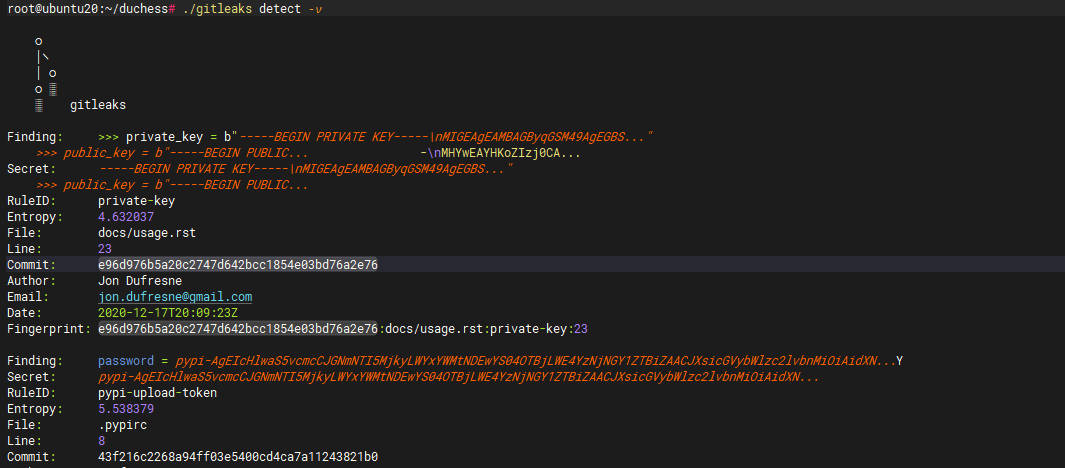 root@ubuntu20:~/duchess# ./gitleaks detect -v
○
│╲
│ ○
○ ░
░    gitleaks
Finding:     >>> private_key = b"-----BEGIN PRIVATE KEY-----\nMIGEAgEAMBAGByqGSM49AgEGBS..."
>>> public_key = b"-----BEGIN PUBLIC...                -\nMHYwEAYHKoZIzj0CA...
Secret:      -----BEGIN PRIVATE KEY-----\nMIGEAgEAMBAGByqGSM49AgEGBS..."
>>> public_key = b"-----BEGIN PUBLIC...
RuleID:      private-key
Entropy:     4.632037
File:        docs/usage.rst
Line:        23
Commit:      e96d976b5a20c2747d642bcc1854e03bd76a2e76
Author:      Jon Dufresne
Email:       jon.dufresne@gmail.com
Date:        2020-12-17T20:09:23Z
Fingerprint: e96d976b5a20c2747d642bcc1854e03bd76a2e76:docs/usage.rst:private-key:23
Finding:     password = pypi-AgEIcHlwaS5vcmcCJGNmNTI5MjkyLWYxYWMtNDEwYS04OTBjLWE4YzNjNGY1ZTBiZAACJXsicGVybWlzc2lvbnMiOiAidXN...Y
Secret:      pypi-AgEIcHlwaS5vcmcCJGNmNTI5MjkyLWYxYWMtNDEwYS04OTBjLWE4YzNjNGY1ZTBiZAACJXsicGVybWlzc2lvbnMiOiAidXN...
RuleID:      pypi-upload-token
Entropy:     5.538379
File:        .pypirc
Line:        8
Commit:      43f216c2268a94ff03e5400cd4ca7a11243821b0